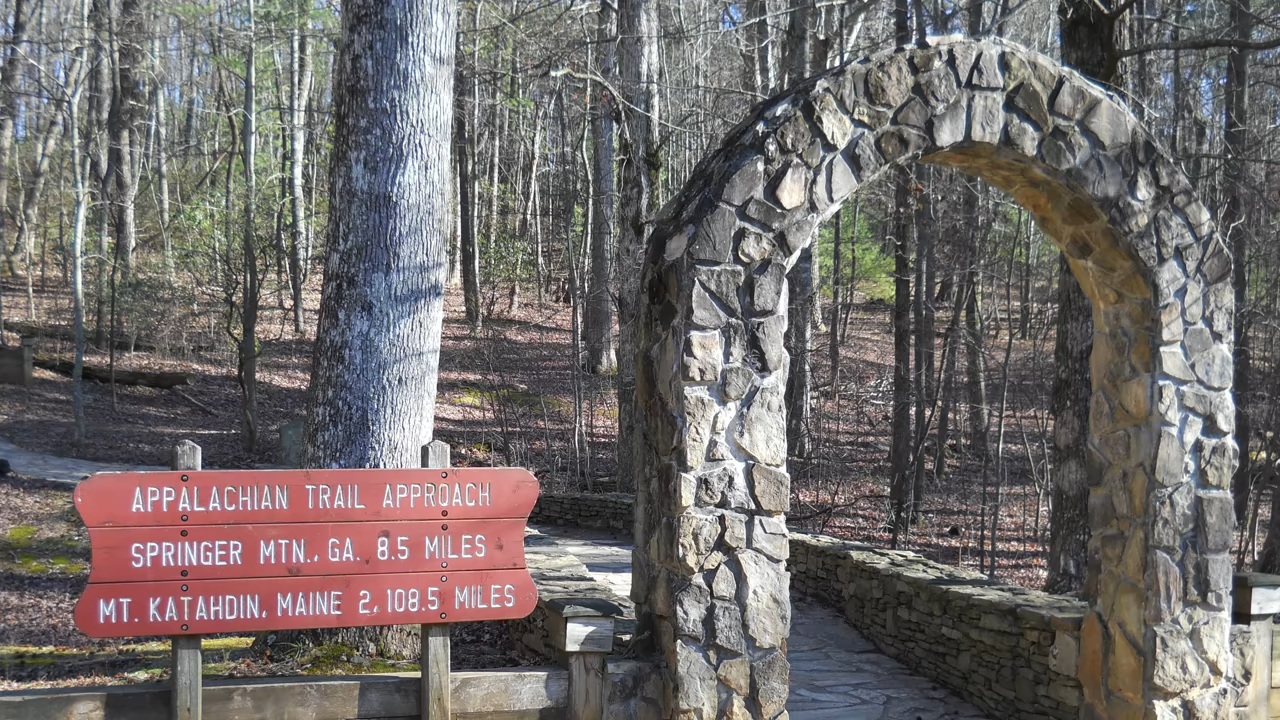 APPALACHIAN TRAIL APPROACH
SPRINGER MTN., GA. 8.5 MILES
MT. KATAHDIN, MAINE 2,108.5 MILES